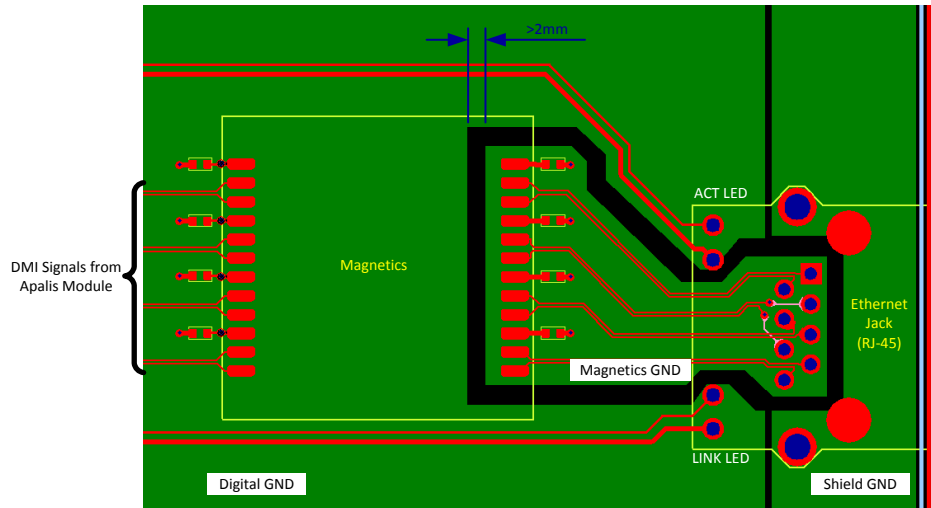 >2mm
ACT LED
DMI Signals from
Apalis Module
Magnetics
Ethernet
Jack
(RJ-45)
Magnetics GND
LINK LED
Digital GND
Shield GND